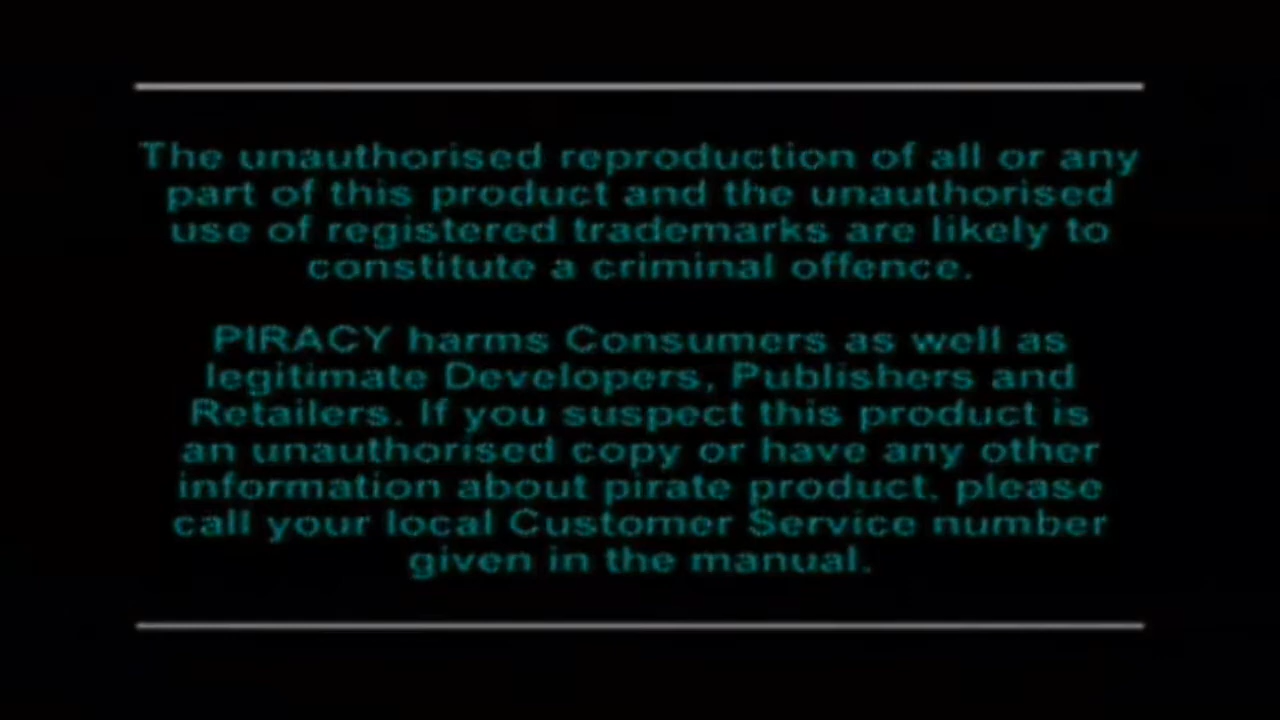 The unauthorised reproduction of all or any
part of this product and the unauthorised
use of registered trademarks are likely to
constitute a criminal offence.
PIRACY harms Consumers as well as
legitimate Developers, Publishers and
Retailers. If you suspect this product is
an unauthorised copy or have any other
information about pirate product, please
call your local Customer Service number
given in the manual.